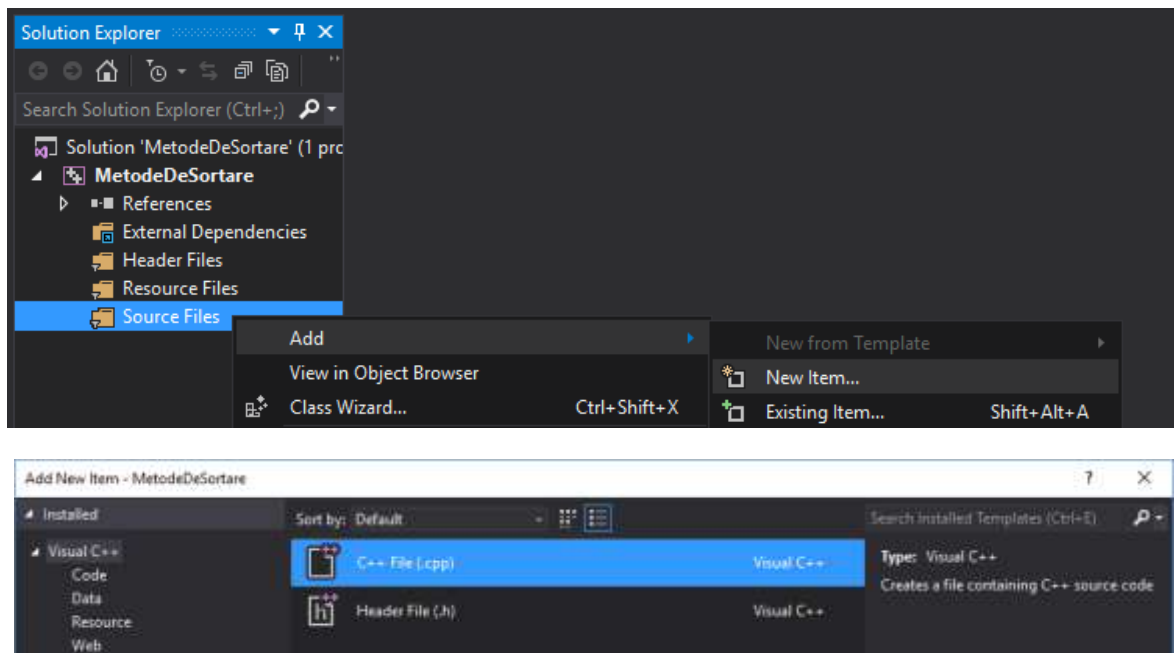 Solution Explorer
Search Solution Explorer (Ctrl+;)
Solution 'MetodeDeSortare' (1 pro
MetodeDeSortare
References
External Dependencies
Header Files
Resource Files
Source Files
Add
View in Object Browser
Class Wizard... Ctrl+Shift+X
New from Template
New Item...
Existing Item... Shift+Alt+A
Add New Item - MetodeDeSortare ?
Installed
Sort by: Default
Search Installed Templates (Ctrl+E)
Visual C++
Code
Data
Resource
Web
C++ File (.cpp) Visual C++
Header File (.h) Visual C++
Type: Visual C++
Creates a file containing C++ source code